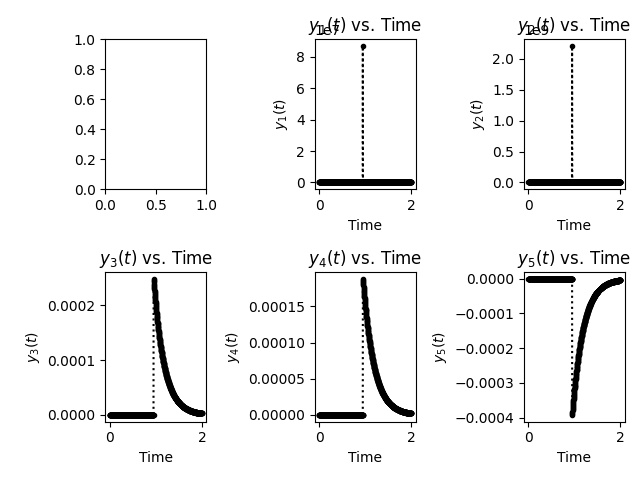 1.0
0.8
0.6
0.4
0.2
0.0
0.0 0.5 1.0
y₁(t) vs. Time
1e7
8
6
4
2
0
y₁(t)
0 2
Time
y₂(t) vs. Time
1e9
2.0
1.5
1.0
0.5
0.0
y₂(t)
0 2
Time
y₃(t) vs. Time
0.0002
0.0001
0.0000
y₃(t)
0 2
Time
y₄(t) vs. Time
0.00015
0.00010
0.00005
0.00000
y₄(t)
0 2
Time
y₅(t) vs. Time
0.0000
−0.0001
−0.0002
−0.0003
−0.0004
y₅(t)
0 2
Time